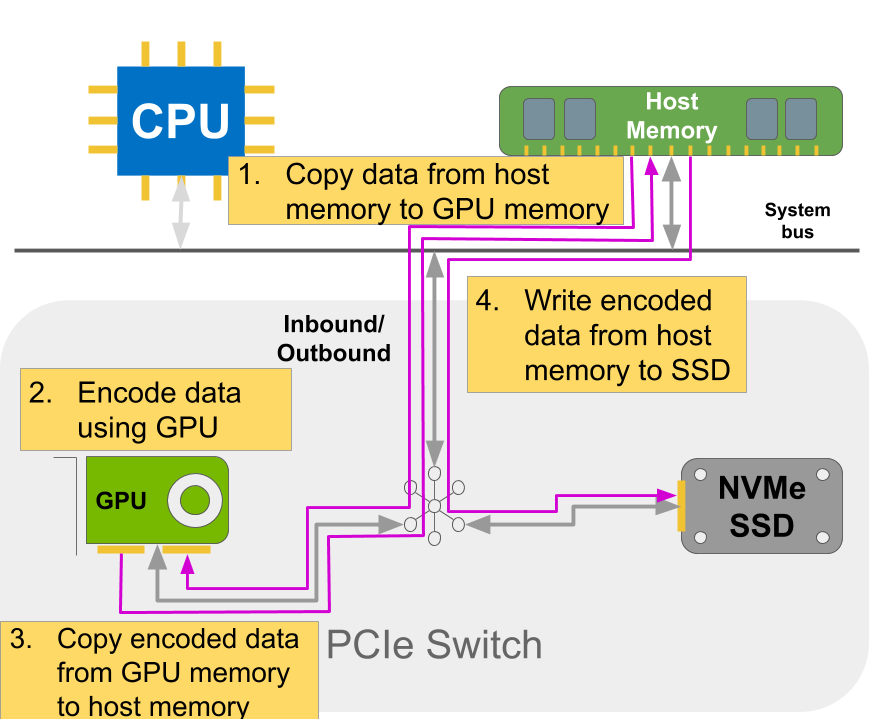 CPU
Host
Memory
1. Copy data from host
memory to GPU memory
System
bus
Inbound/
Outbound
4. Write encoded
data from host
memory to SSD
2. Encode data
using GPU
GPU
NVMe
SSD
3. Copy encoded data
from GPU memory
to host memory
PCIe Switch